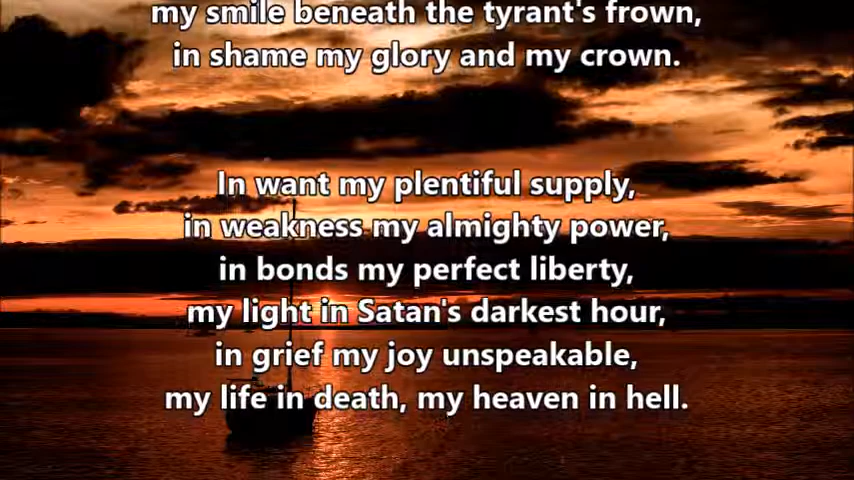 my smile beneath the tyrant's frown,
in shame my glory and my crown.
In want my plentiful supply,
in weakness my almighty power,
in bonds my perfect liberty,
my light in Satan's darkest hour,
in grief my joy unspeakable,
my life in death, my heaven in hell.